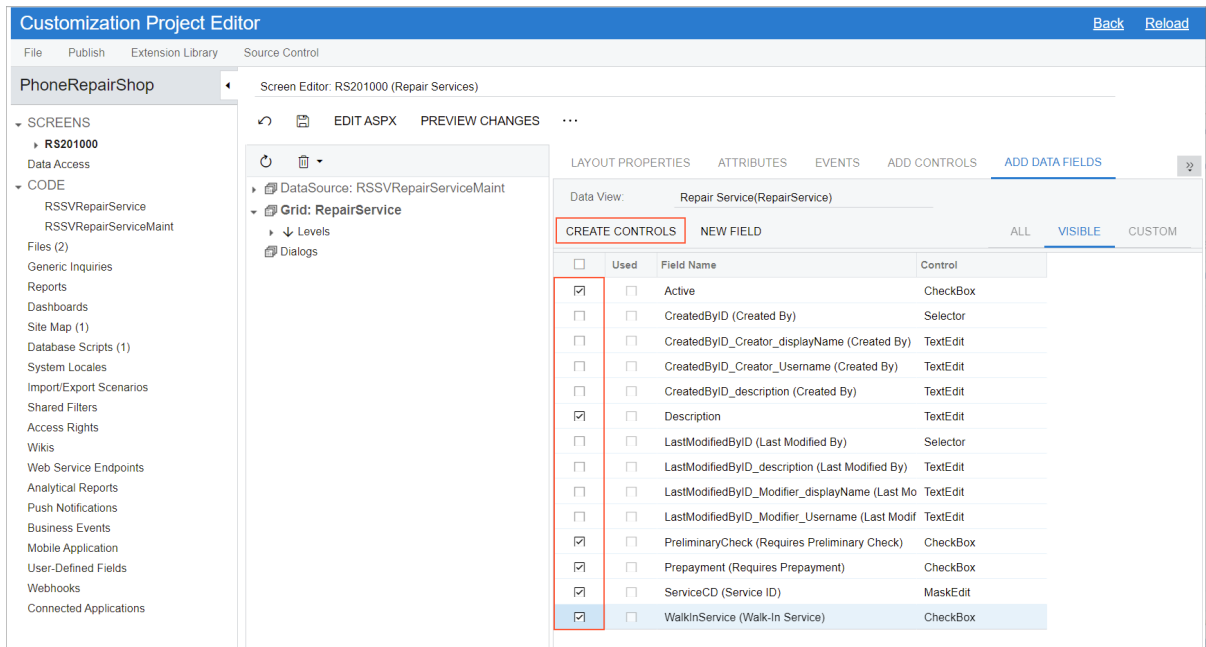 Customization Project Editor
Back Reload
File Publish Extension Library Source Control
PhoneRepairShop
SCREENS
RS201000
Data Access
CODE
RSSVRepairService
RSSVRepairServiceMaint
Files (2)
Generic Inquiries
Reports
Dashboards
Site Map (1)
Database Scripts (1)
System Locales
Import/Export Scenarios
Shared Filters
Access Rights
Wikis
Web Service Endpoints
Analytical Reports
Push Notifications
Business Events
Mobile Application
User-Defined Fields
Webhooks
Connected Applications
Screen Editor: RS201000 (Repair Services)
EDIT ASPX PREVIEW CHANGES ...
DataSource: RSSVRepairServiceMaint
Grid: RepairService
Levels
Dialogs
LAYOUT PROPERTIES ATTRIBUTES EVENTS ADD CONTROLS ADD DATA FIELDS
Data View: Repair Service(RepairService)
CREATE CONTROLS NEW FIELD ALL VISIBLE CUSTOM
Used Field Name Control
Active CheckBox
CreatedByID (Created By) Selector
CreatedByID_Creator_displayName (Created By) TextEdit
CreatedByID_Creator_Username (Created By) TextEdit
CreatedByID_description (Created By) TextEdit
Description TextEdit
LastModifiedByID (Last Modified By) Selector
LastModifiedByID_description (Last Modified By) TextEdit
LastModifiedByID_Modifier_displayName (Last Mo TextEdit
LastModifiedByID_Modifier_Username (Last Modif TextEdit
PreliminaryCheck (Requires Preliminary Check) CheckBox
Prepayment (Requires Prepayment) CheckBox
ServiceCD (Service ID) MaskEdit
WalkInService (Walk-In Service) CheckBox